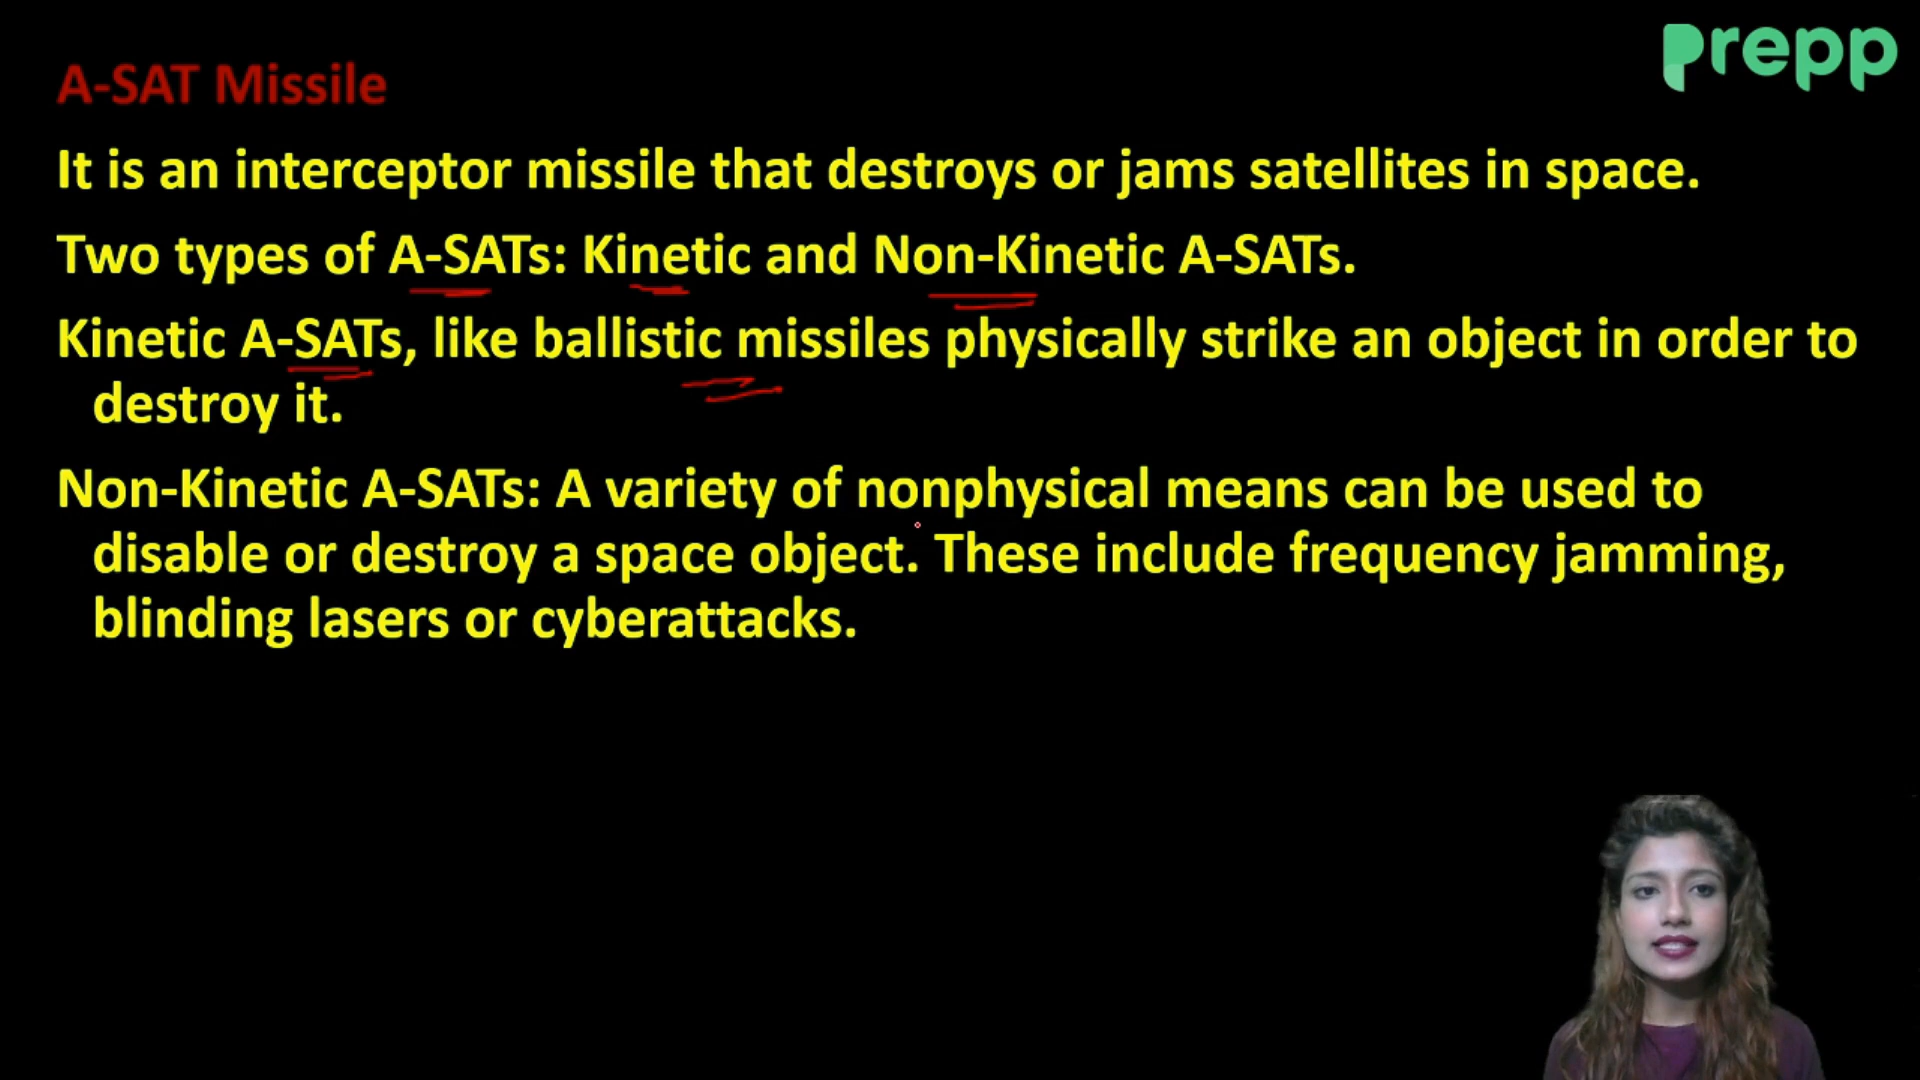 prepp
A-SAT Missile
It is an interceptor missile that destroys or jams satellites in space.
Two types of A-SATs: Kinetic and Non-Kinetic A-SATs.
Kinetic A-SATs, like ballistic missiles physically strike an object in order to
destroy it.
Non-Kinetic A-SATs: A variety of nonphysical means can be used to
disable or destroy a space object. These include frequency jamming,
blinding lasers or cyberattacks.